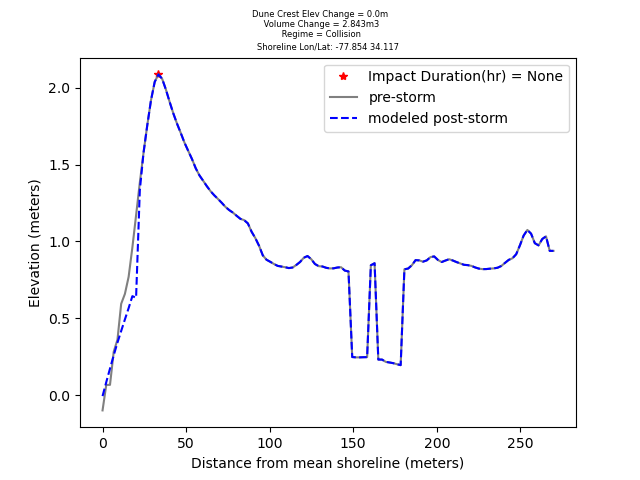 Dune Crest Elev Change = 0.0m
Volume Change = 2.843m3
Regime = Collision
Shoreline Lon/Lat: -77.854 34.117
Impact Duration(hr) = None
pre-storm
modeled post-storm
Elevation (meters)
2.0
1.5
1.0
0.5
0.0
0 50 100 150 200 250
Distance from mean shoreline (meters)